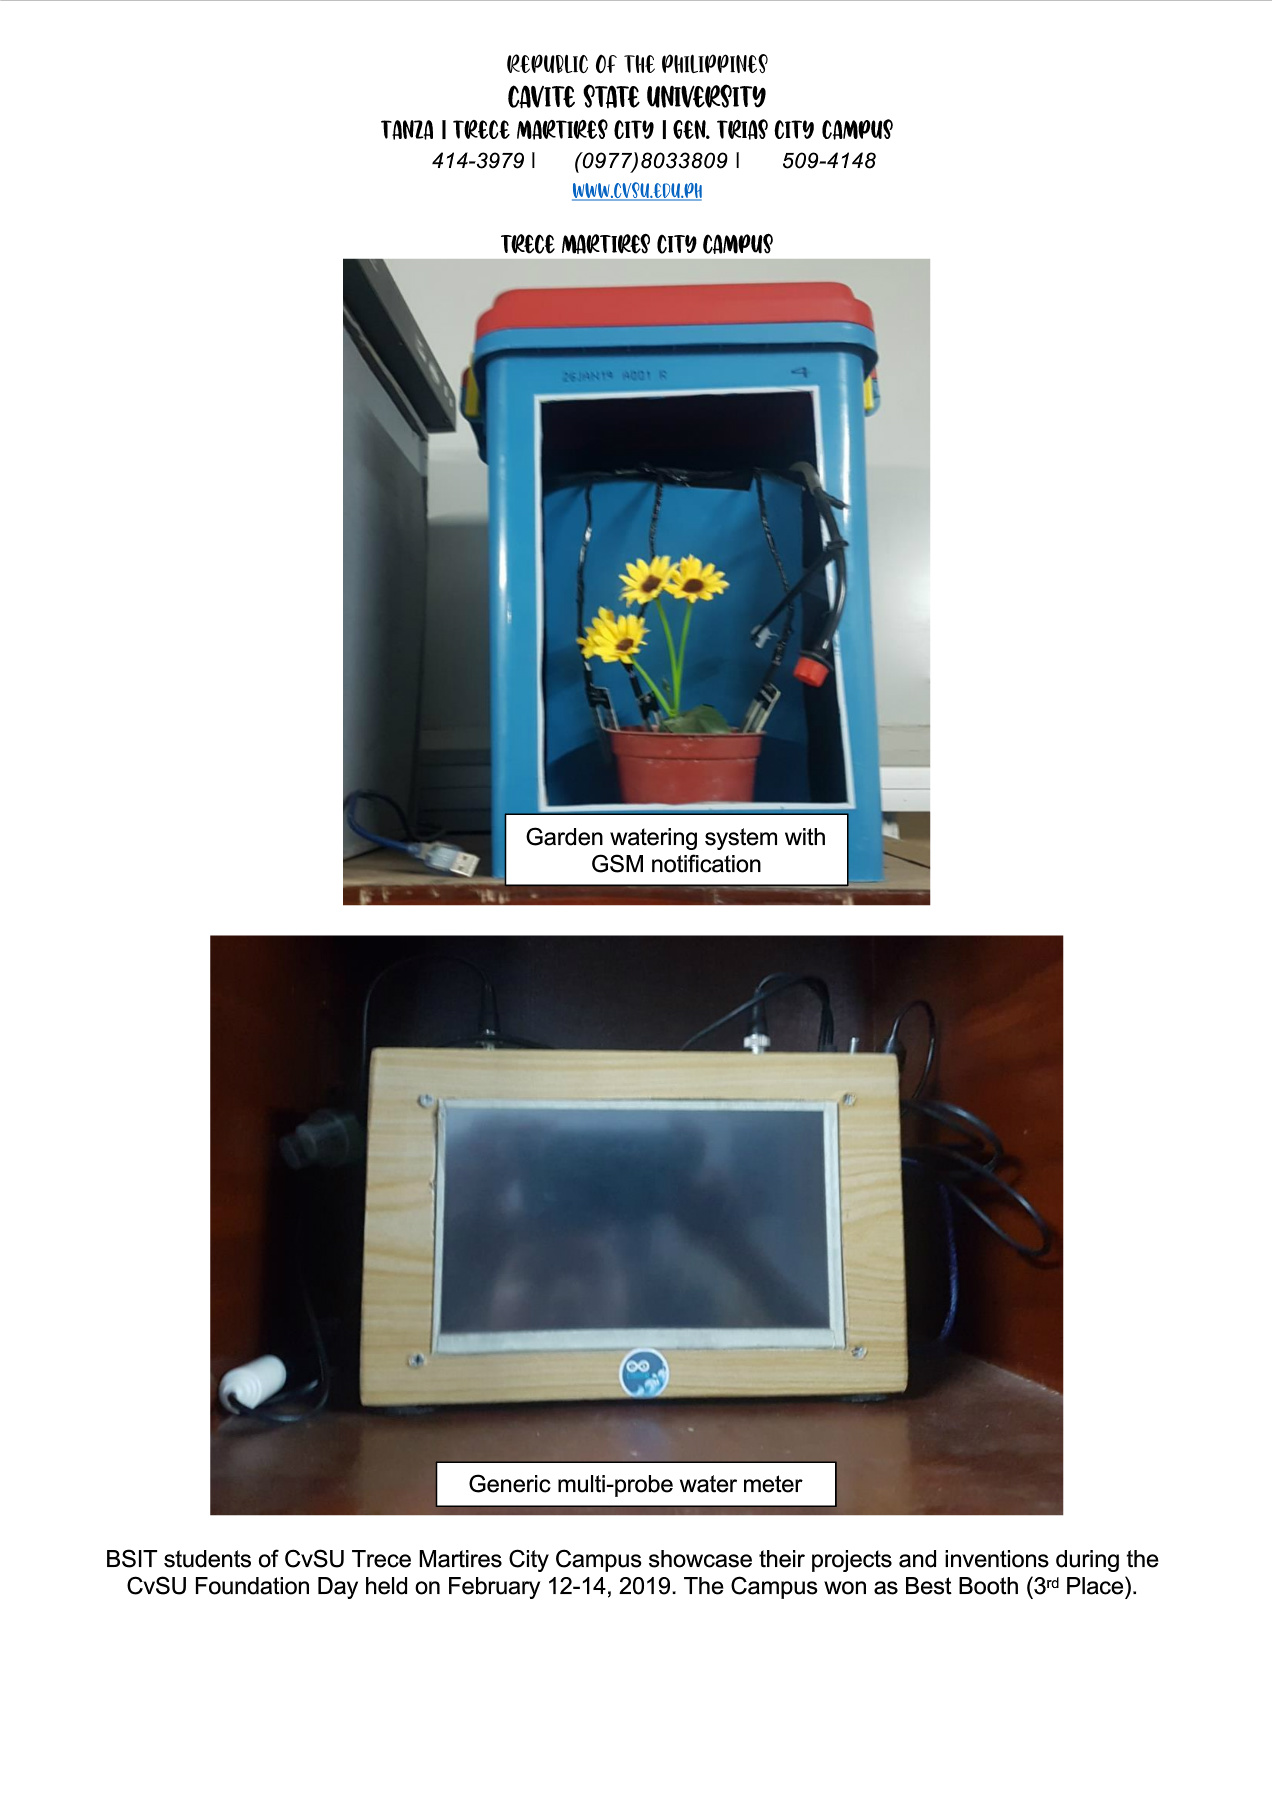 REPUBLIC OF THE PHILIPPINES
CAVITE STATE UNIVERSITY
TANZA | TRECE MARTIRES CITY | GEN. TRIAS CITY CAMPUS
414-3979 | (0977)8033809 | 509-4148
WWW.CVSU.EDU.PH
TRECE MARTIRES CITY CAMPUS
26JAN19 A001 R 4
Garden watering system with
GSM notification
Generic multi-probe water meter
BSIT students of CvSU Trece Martires City Campus showcase their projects and inventions during the
CvSU Foundation Day held on February 12-14, 2019. The Campus won as Best Booth (3rd Place).